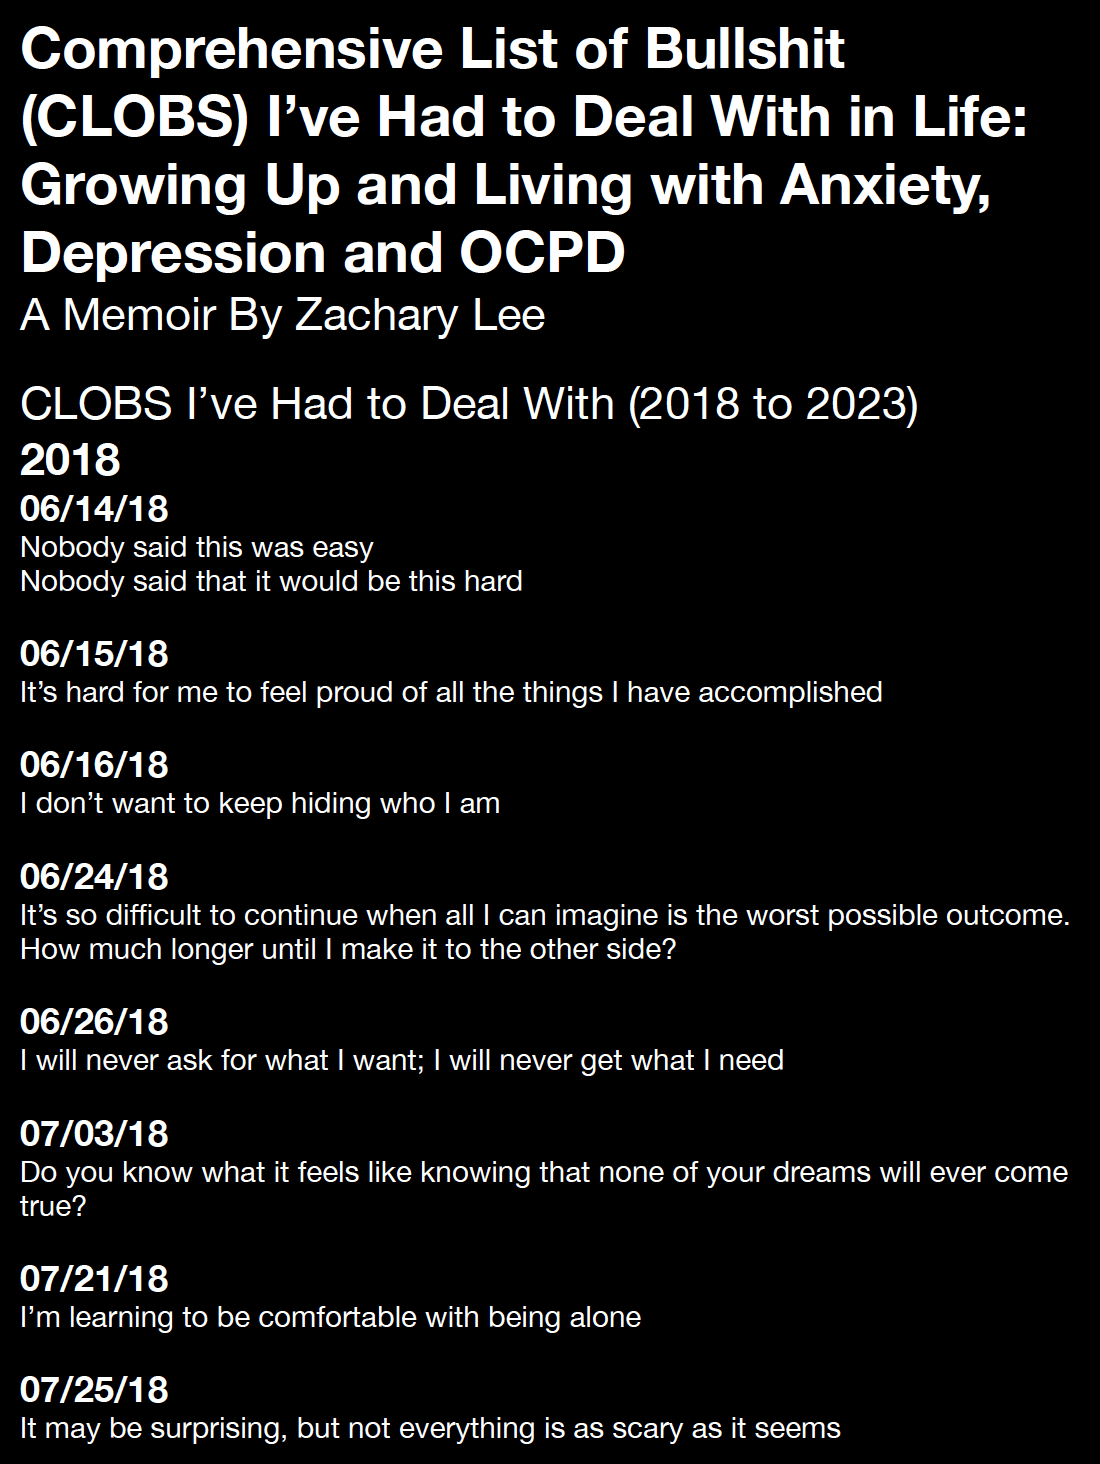 Comprehensive List of Bullshit
(CLOBS) I’ve Had to Deal With in Life:
Growing Up and Living with Anxiety,
Depression and OCPD
A Memoir By Zachary Lee
CLOBS I’ve Had to Deal With (2018 to 2023)
2018
06/14/18
Nobody said this was easy
Nobody said that it would be this hard
06/15/18
It’s hard for me to feel proud of all the things I have accomplished
06/16/18
I don’t want to keep hiding who I am
06/24/18
It’s so difficult to continue when all I can imagine is the worst possible outcome.
How much longer until I make it to the other side?
06/26/18
I will never ask for what I want; I will never get what I need
07/03/18
Do you know what it feels like knowing that none of your dreams will ever come
true?
07/21/18
I’m learning to be comfortable with being alone
07/25/18
It may be surprising, but not everything is as scary as it seems